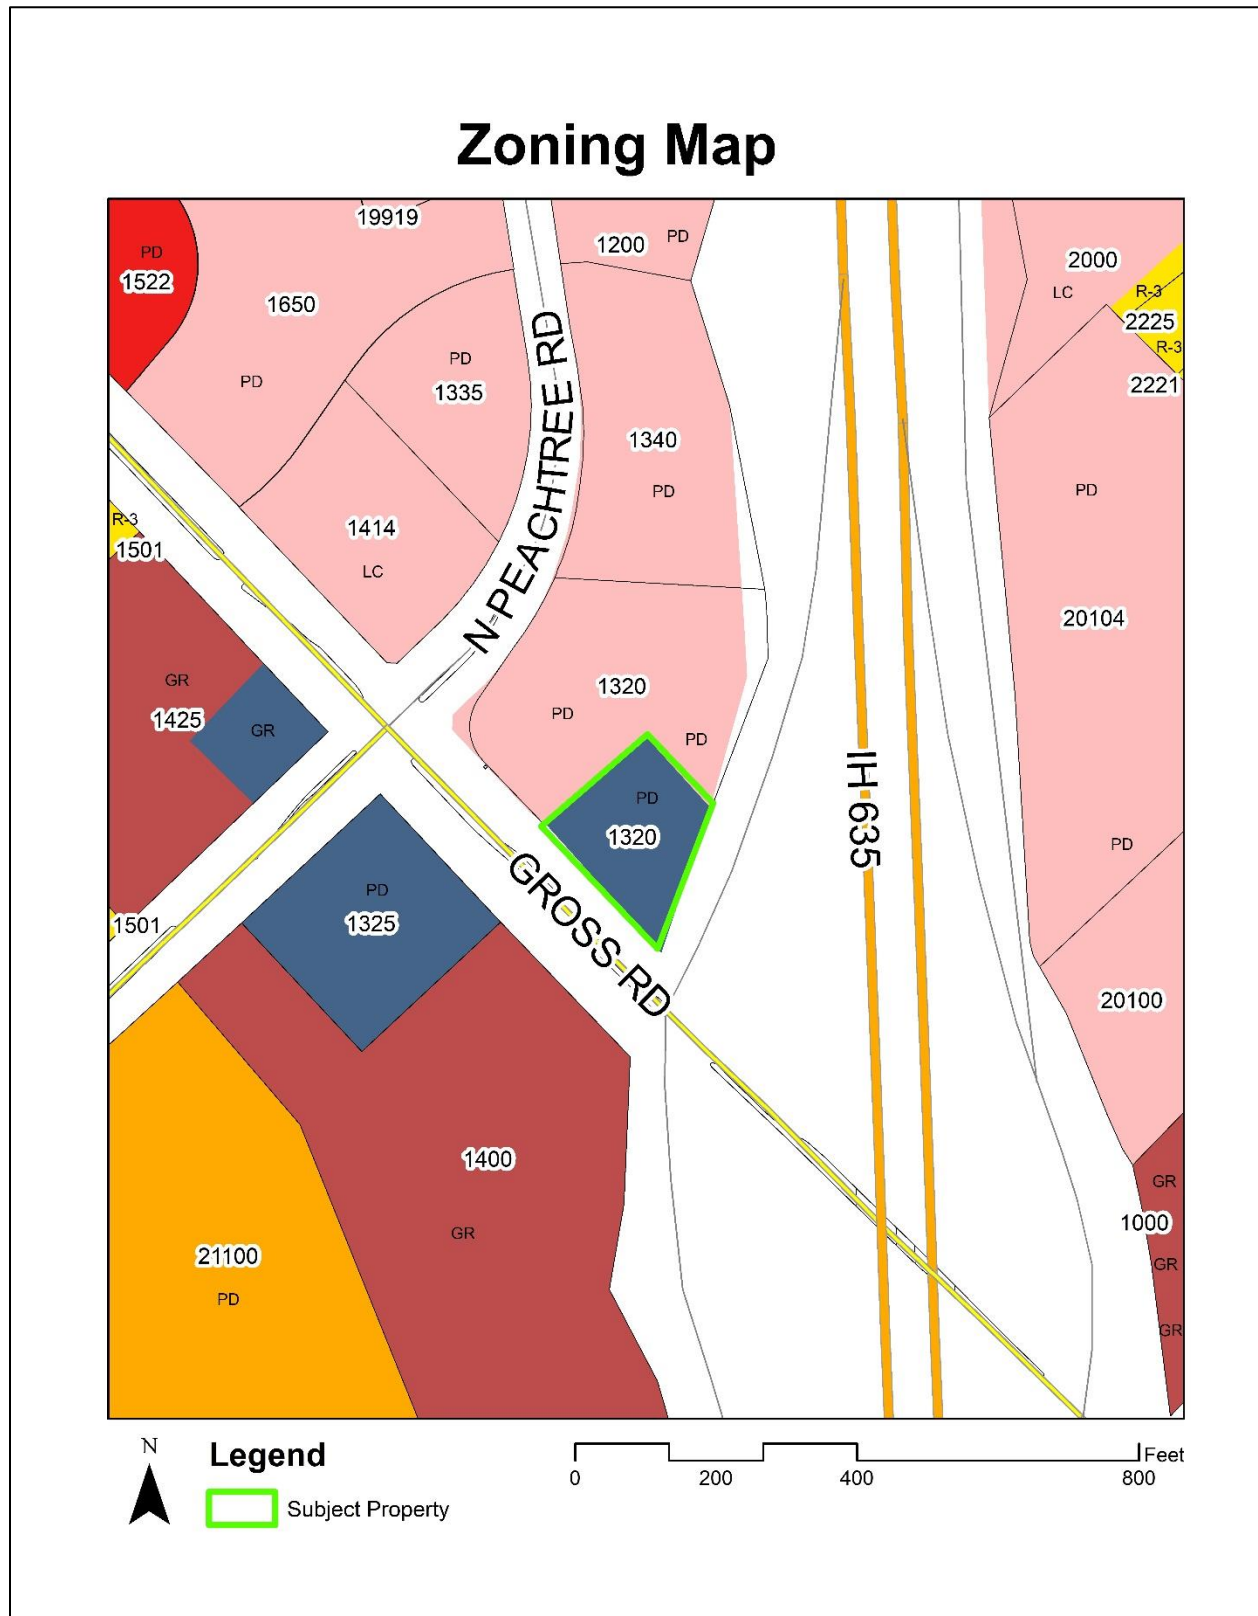 Zoning Map
19919
1200
PD
PD
1522
1650
2000
LC
R-3
2225
R-3
2221
PD
PD
1335
N PEACHTREE RD
1340
PD
PD
1414
LC
R-3
1501
20104
GR
1425
GR
1320
PD
PD
IH 635
PD
1320
PD
PD
1325
GROSS RD
1501
20100
1400
GR
21100
PD
GR
1000
GR
GR
N
Legend
Subject Property
Feet
0 200 400 800